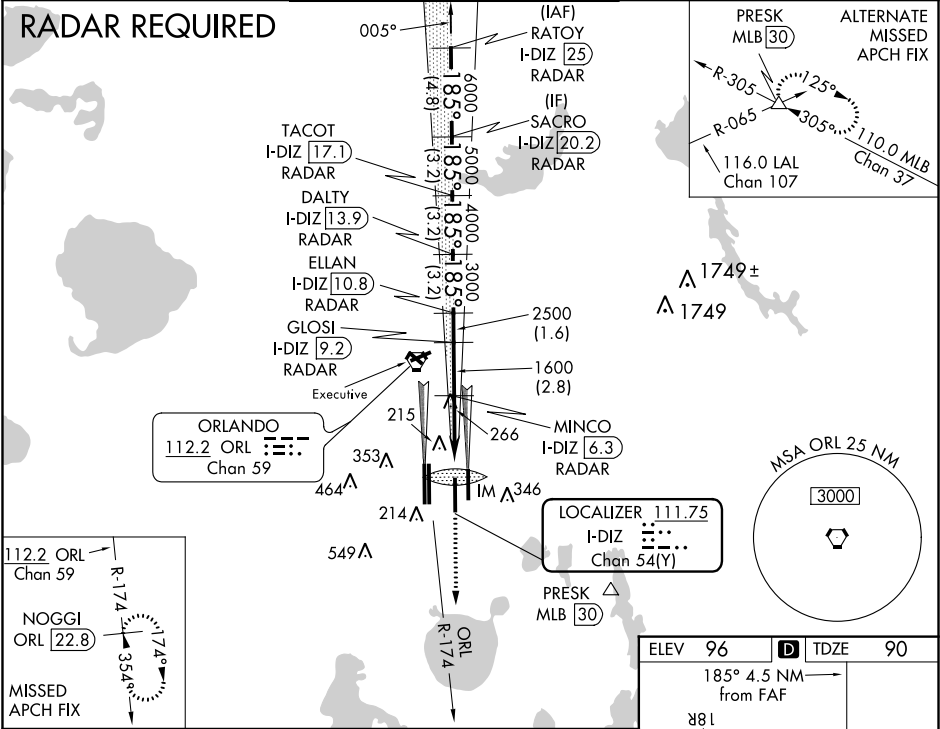 RADAR REQUIRED
005°
(IAF)
RATOY
I-DIZ 25
RADAR
6000
185°
(4.8)
(IF)
SACRO
I-DIZ 20.2
RADAR
5000
185°
(3.2)
TACOT
I-DIZ 17.1
RADAR
4000
185°
(3.2)
DALTY
I-DIZ 13.9
RADAR
3000
185°
(3.2)
ELLAN
I-DIZ 10.8
RADAR
2500
(1.6)
GLOSI
I-DIZ 9.2
RADAR
1600
(2.8)
Executive
MINCO
I-DIZ 6.3
RADAR
ORLANDO
112.2 ORL
Chan 59
215
266
353
464
214
549
IM
346
1749±
1749
LOCALIZER 111.75
I-DIZ
Chan 54(Y)
PRESK
MLB 30
ORL
R-174
PRESK
MLB 30
ALTERNATE
MISSED
APCH FIX
R-305
125°
R-065
305°
110.0 MLB
Chan 37
116.0 LAL
Chan 107
MSA ORL 25 NM
3000
112.2 ORL
Chan 59
R-174
NOGGI
ORL 22.8
174°
354°
MISSED
APCH FIX
ELEV 96
D
TDZE 90
185° 4.5 NM
from FAF
18R